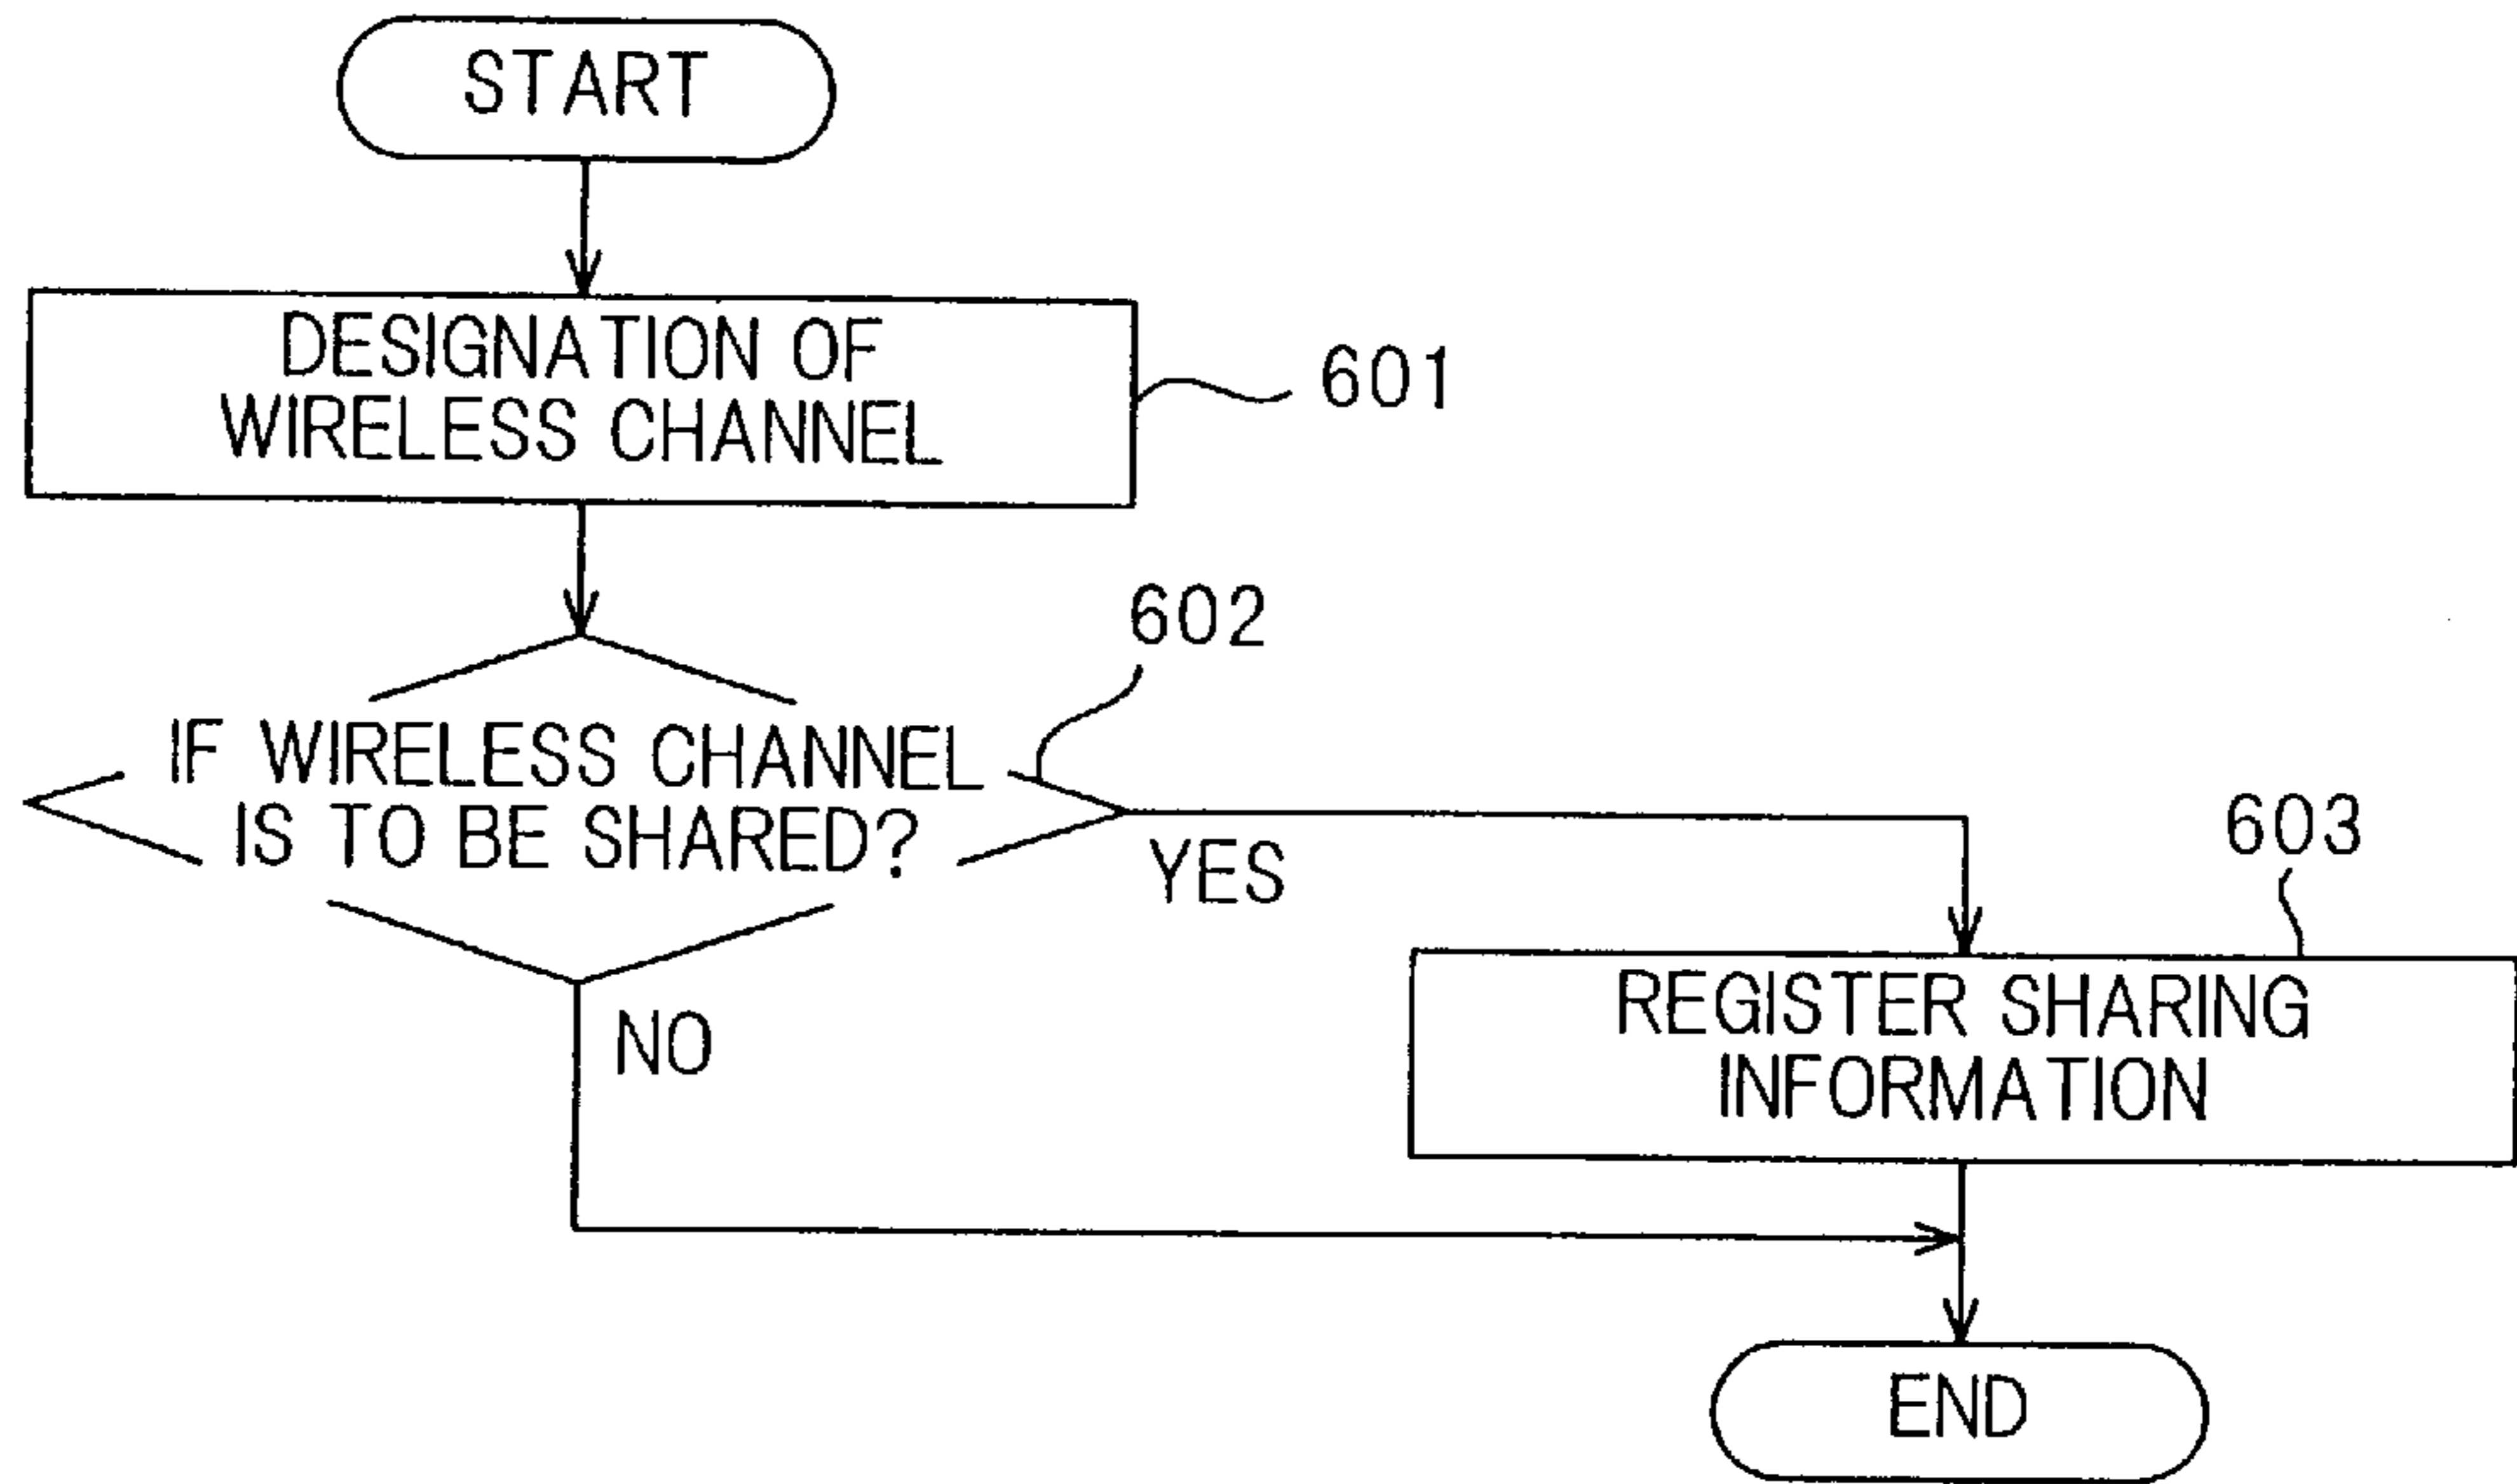 START
DESIGNATION OF
WIRELESS CHANNEL
601
602
IF WIRELESS CHANNEL
IS TO BE SHARED?
YES
603
REGISTER SHARING
INFORMATION
NO
END